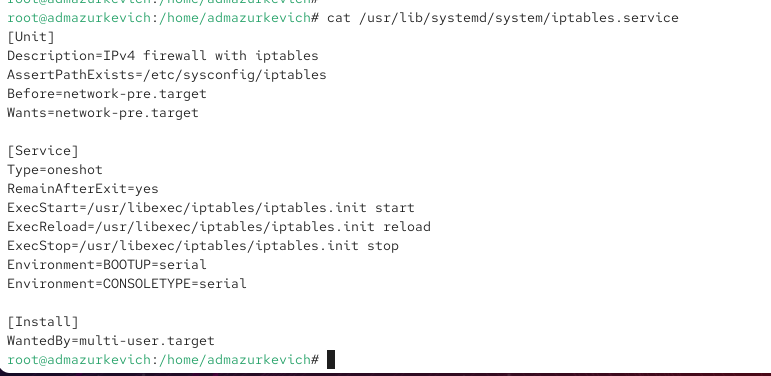 root@admazurkevich:/home/admazurkevich#
root@admazurkevich:/home/admazurkevich# cat /usr/lib/systemd/system/iptables.service
[Unit]
Description=IPv4 firewall with iptables
AssertPathExists=/etc/sysconfig/iptables
Before=network-pre.target
Wants=network-pre.target

[Service]
Type=oneshot
RemainAfterExit=yes
ExecStart=/usr/libexec/iptables/iptables.init start
ExecReload=/usr/libexec/iptables/iptables.init reload
ExecStop=/usr/libexec/iptables/iptables.init stop
Environment=BOOTUP=serial
Environment=CONSOLETYPE=serial

[Install]
WantedBy=multi-user.target
root@admazurkevich:/home/admazurkevich#